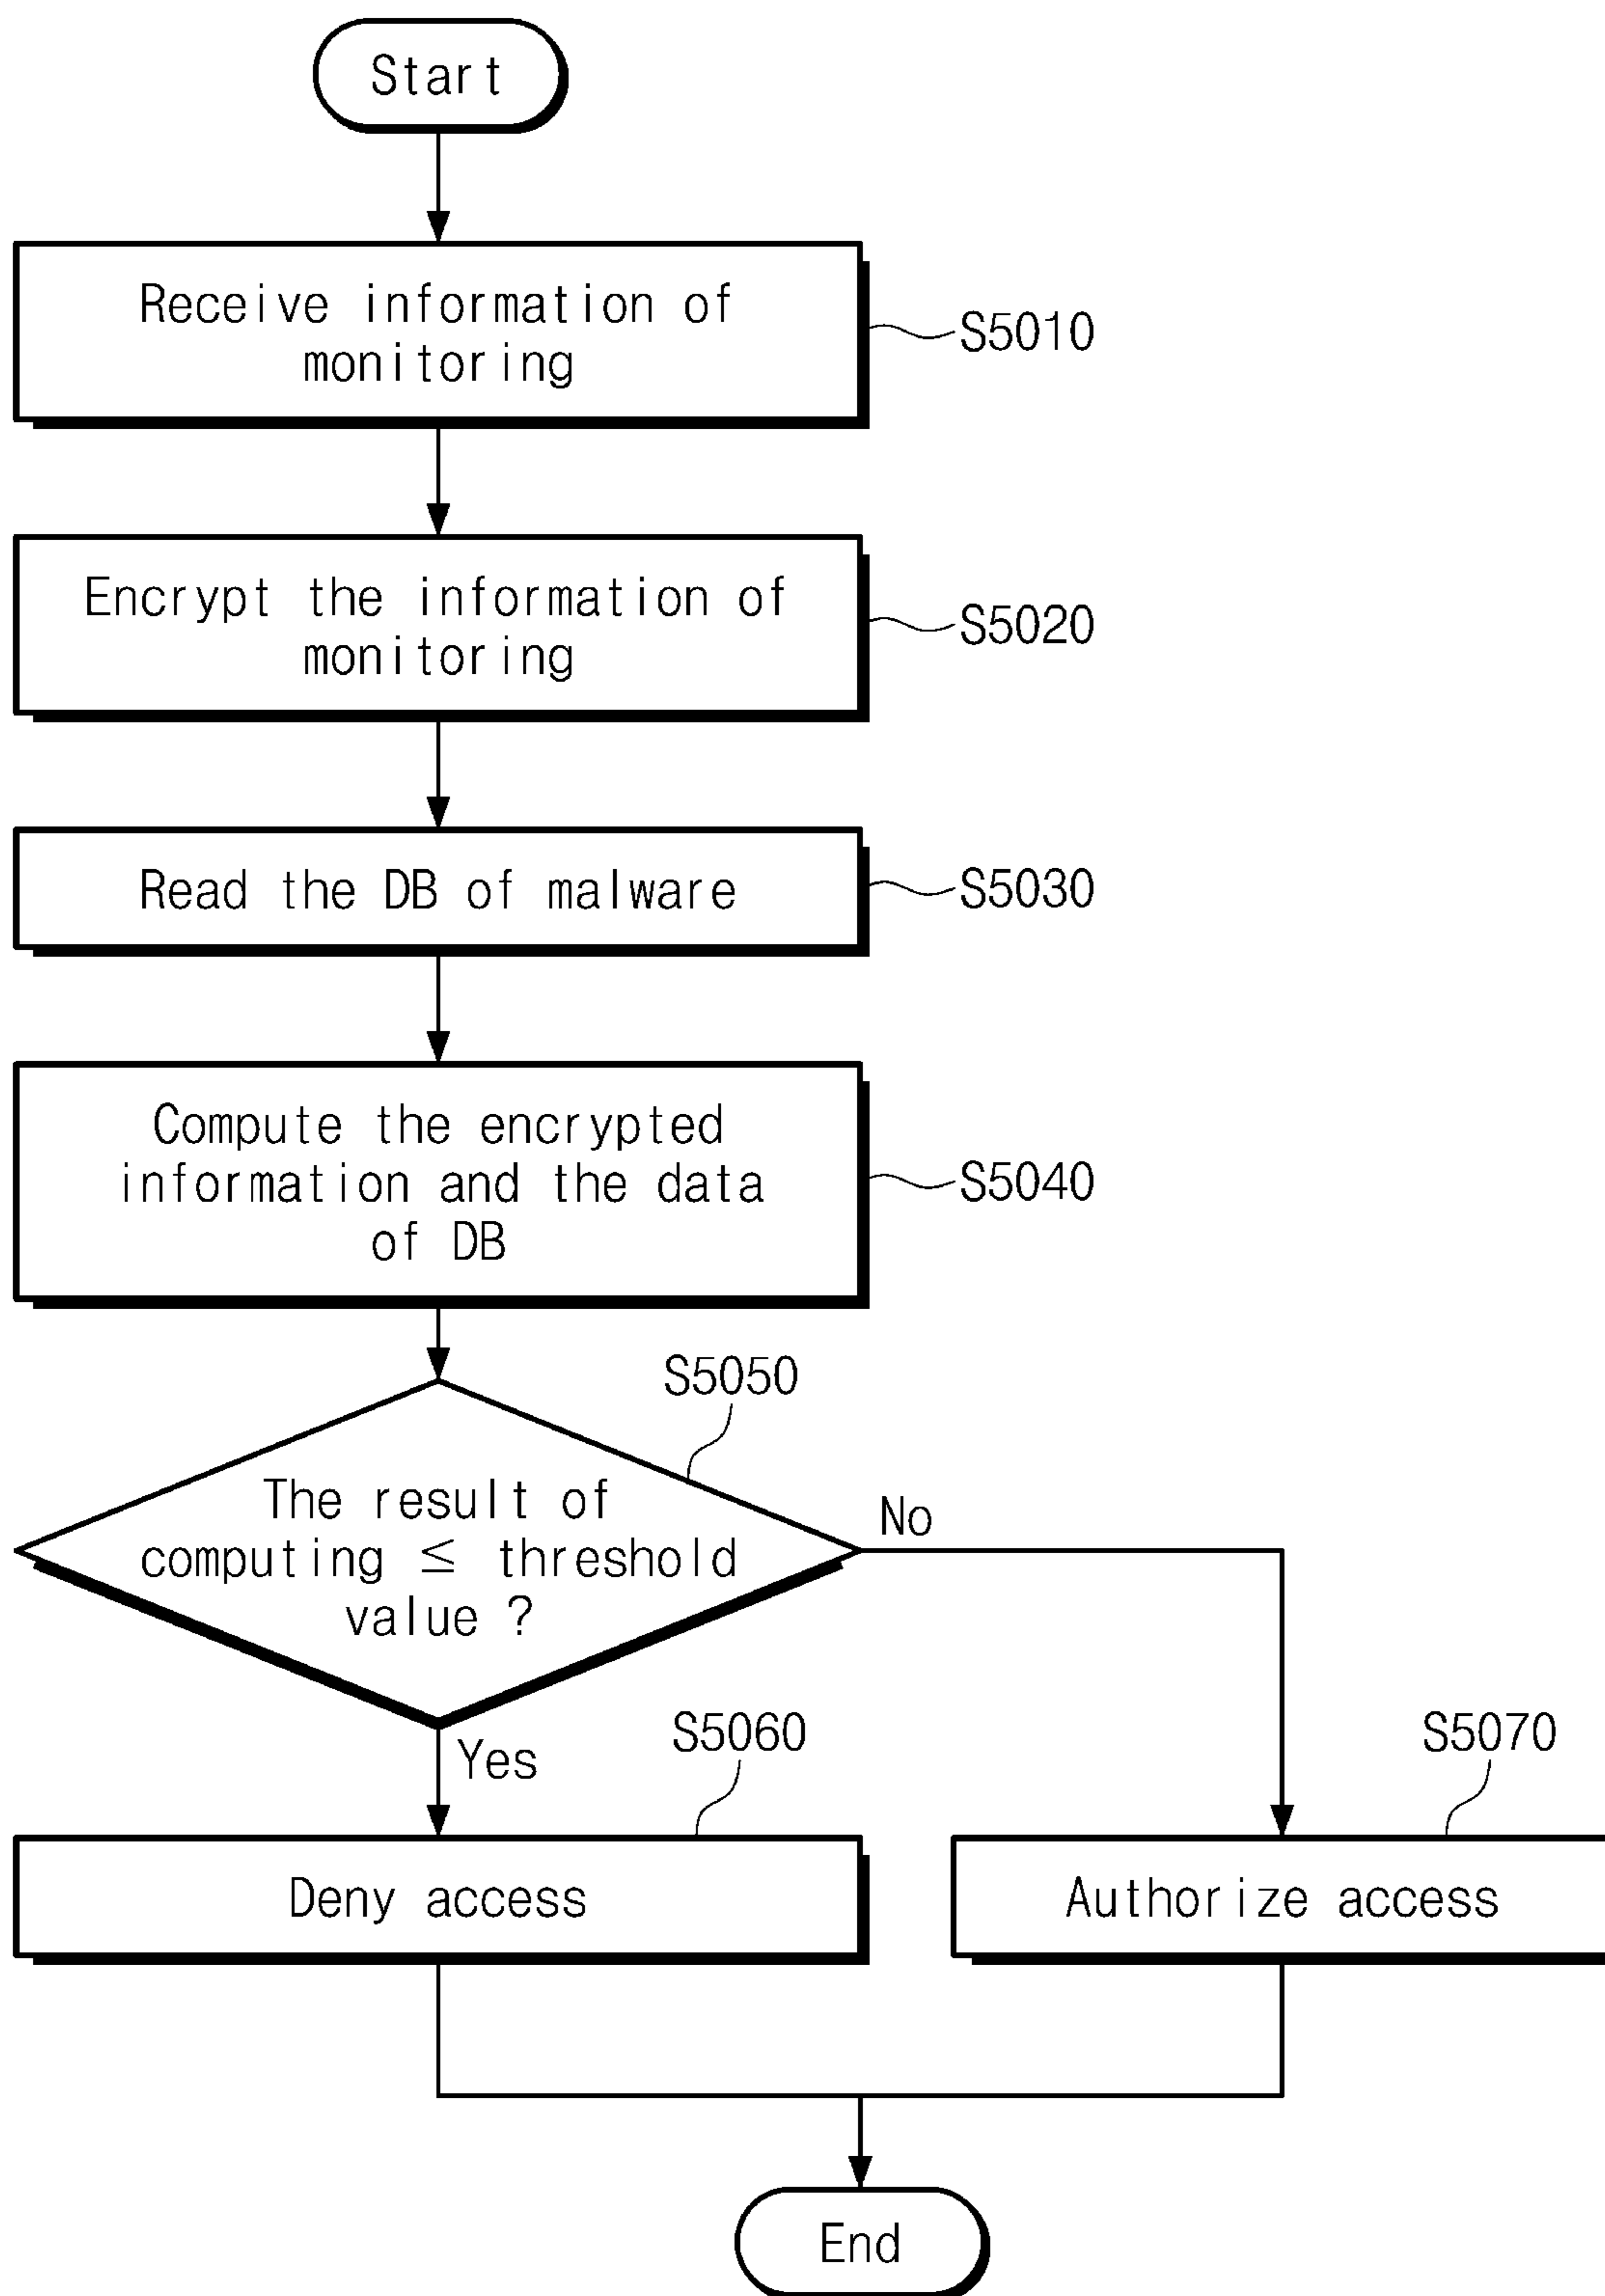 Start
Receive information of
monitoring
S5010
Encrypt the information of
monitoring
S5020
Read the DB of malware
S5030
Compute the encrypted
information and the data
of DB
S5040
S5050
The result of
computing ≤ threshold
value ?
No
Yes
S5060
S5070
Deny access
Authorize access
End